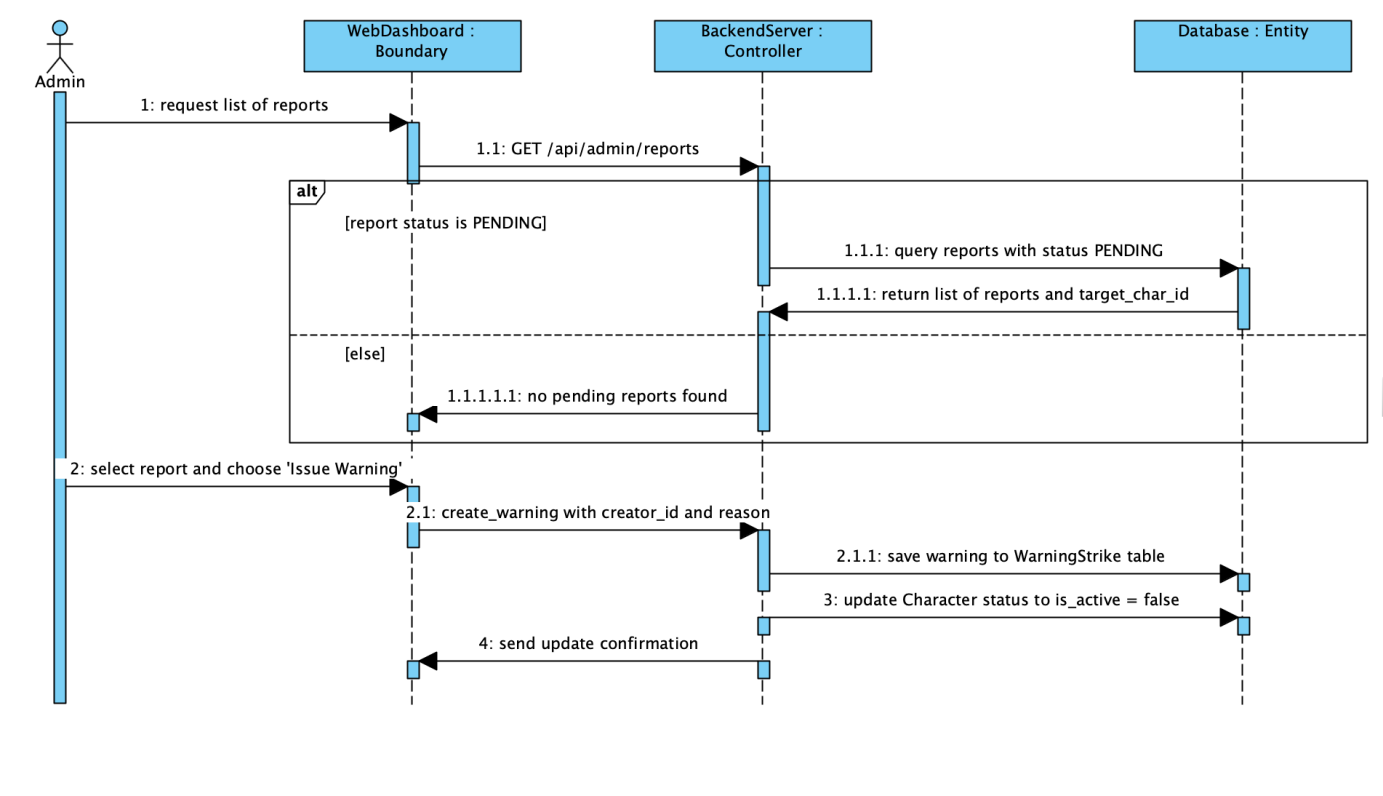 WebDashboard :
Boundary
BackendServer :
Controller
Database : Entity
Admin
1: request list of reports
1.1: GET /api/admin/reports
alt
[report status is PENDING]
1.1.1: query reports with status PENDING
1.1.1.1: return list of reports and target_char_id
[else]
1.1.1.1.1: no pending reports found
2: select report and choose 'Issue Warning'
2.1: create_warning with creator_id and reason
2.1.1: save warning to WarningStrike table
3: update Character status to is_active = false
4: send update confirmation